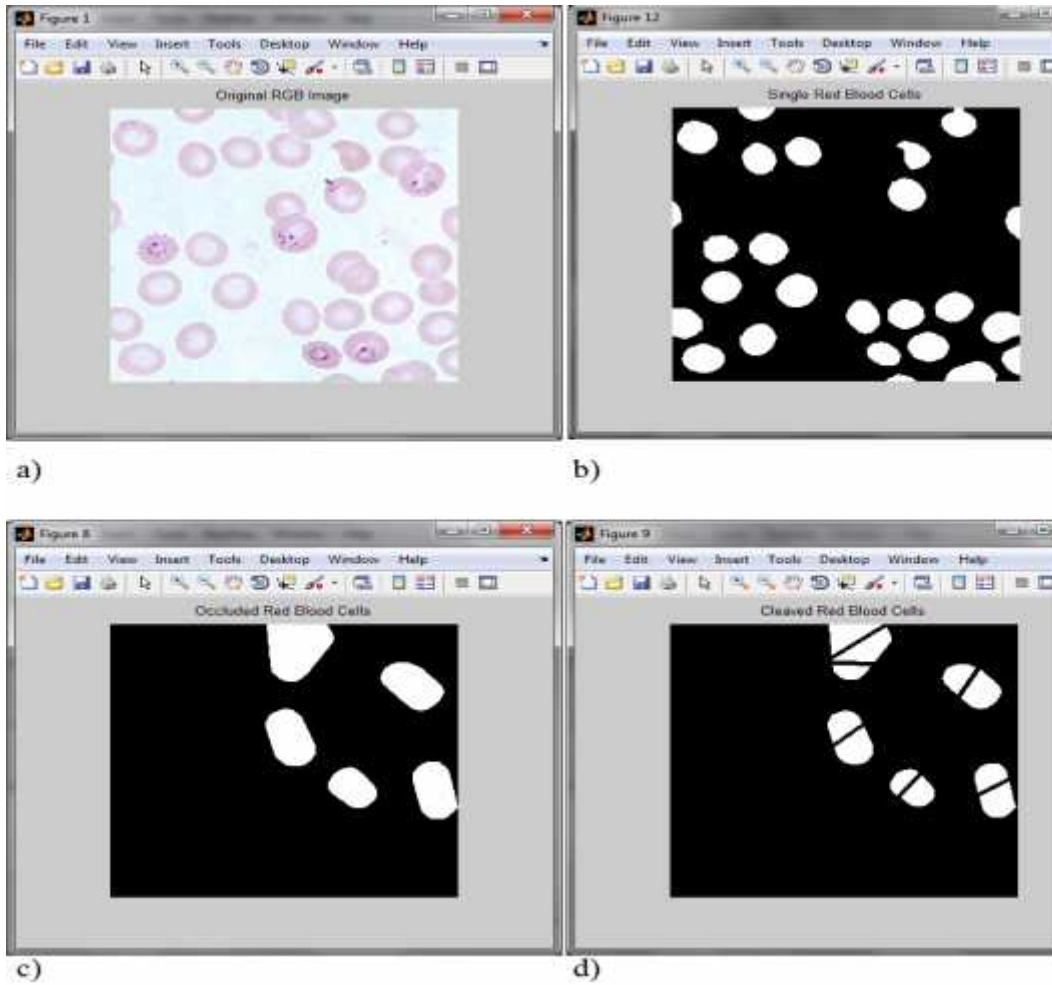 Figure 1
File Edit View Insert Tools Desktop Window Help
Original RGB Image
a)
Figure 12
File Edit View Insert Tools Desktop Window Help
Single Red Blood Cells
b)
Figure 8
File Edit View Insert Tools Desktop Window Help
Occluded Red Blood Cells
c)
Figure 9
File Edit View Insert Tools Desktop Window Help
Cleaved Red Blood Cells
d)